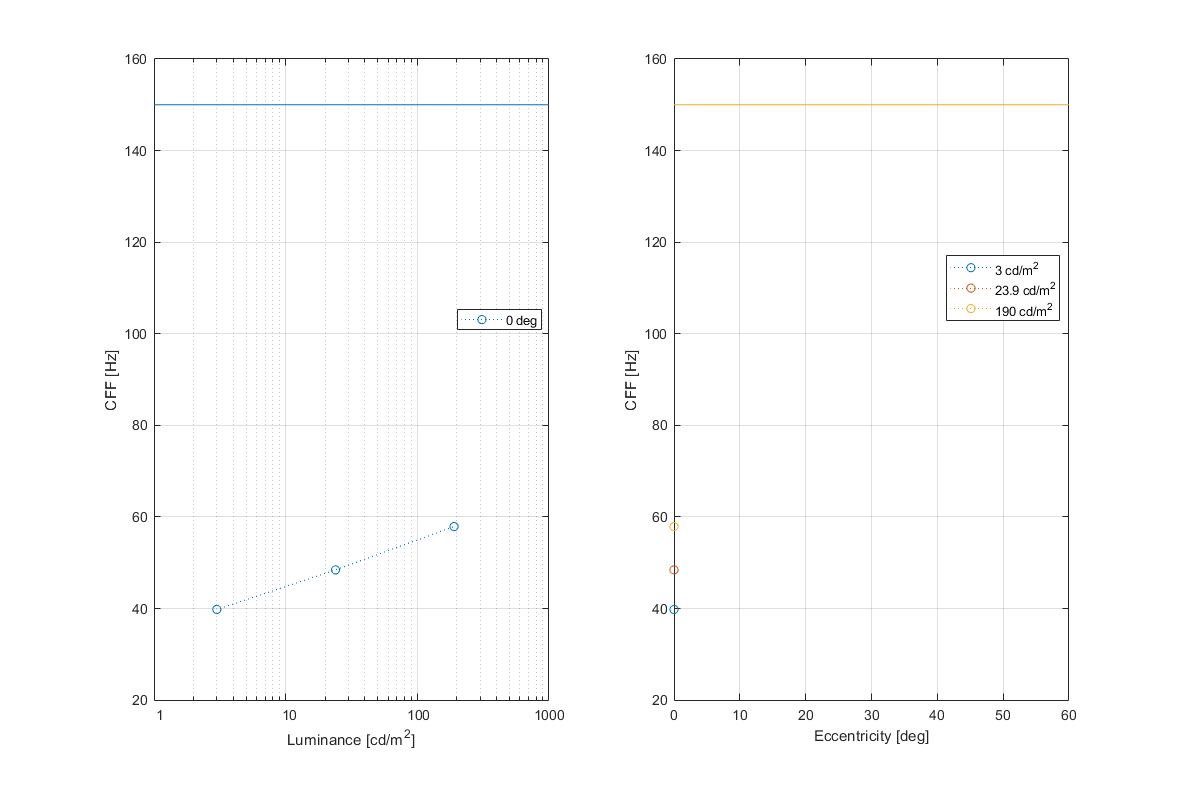 160
140
120
100
80
60
40
20
CFF [Hz]
1 10 100 1000
Luminance [cd/m²]
0 deg
160
140
120
100
80
60
40
20
CFF [Hz]
0 10 20 30 40 50 60
Eccentricity [deg]
3 cd/m²
23.9 cd/m²
190 cd/m²